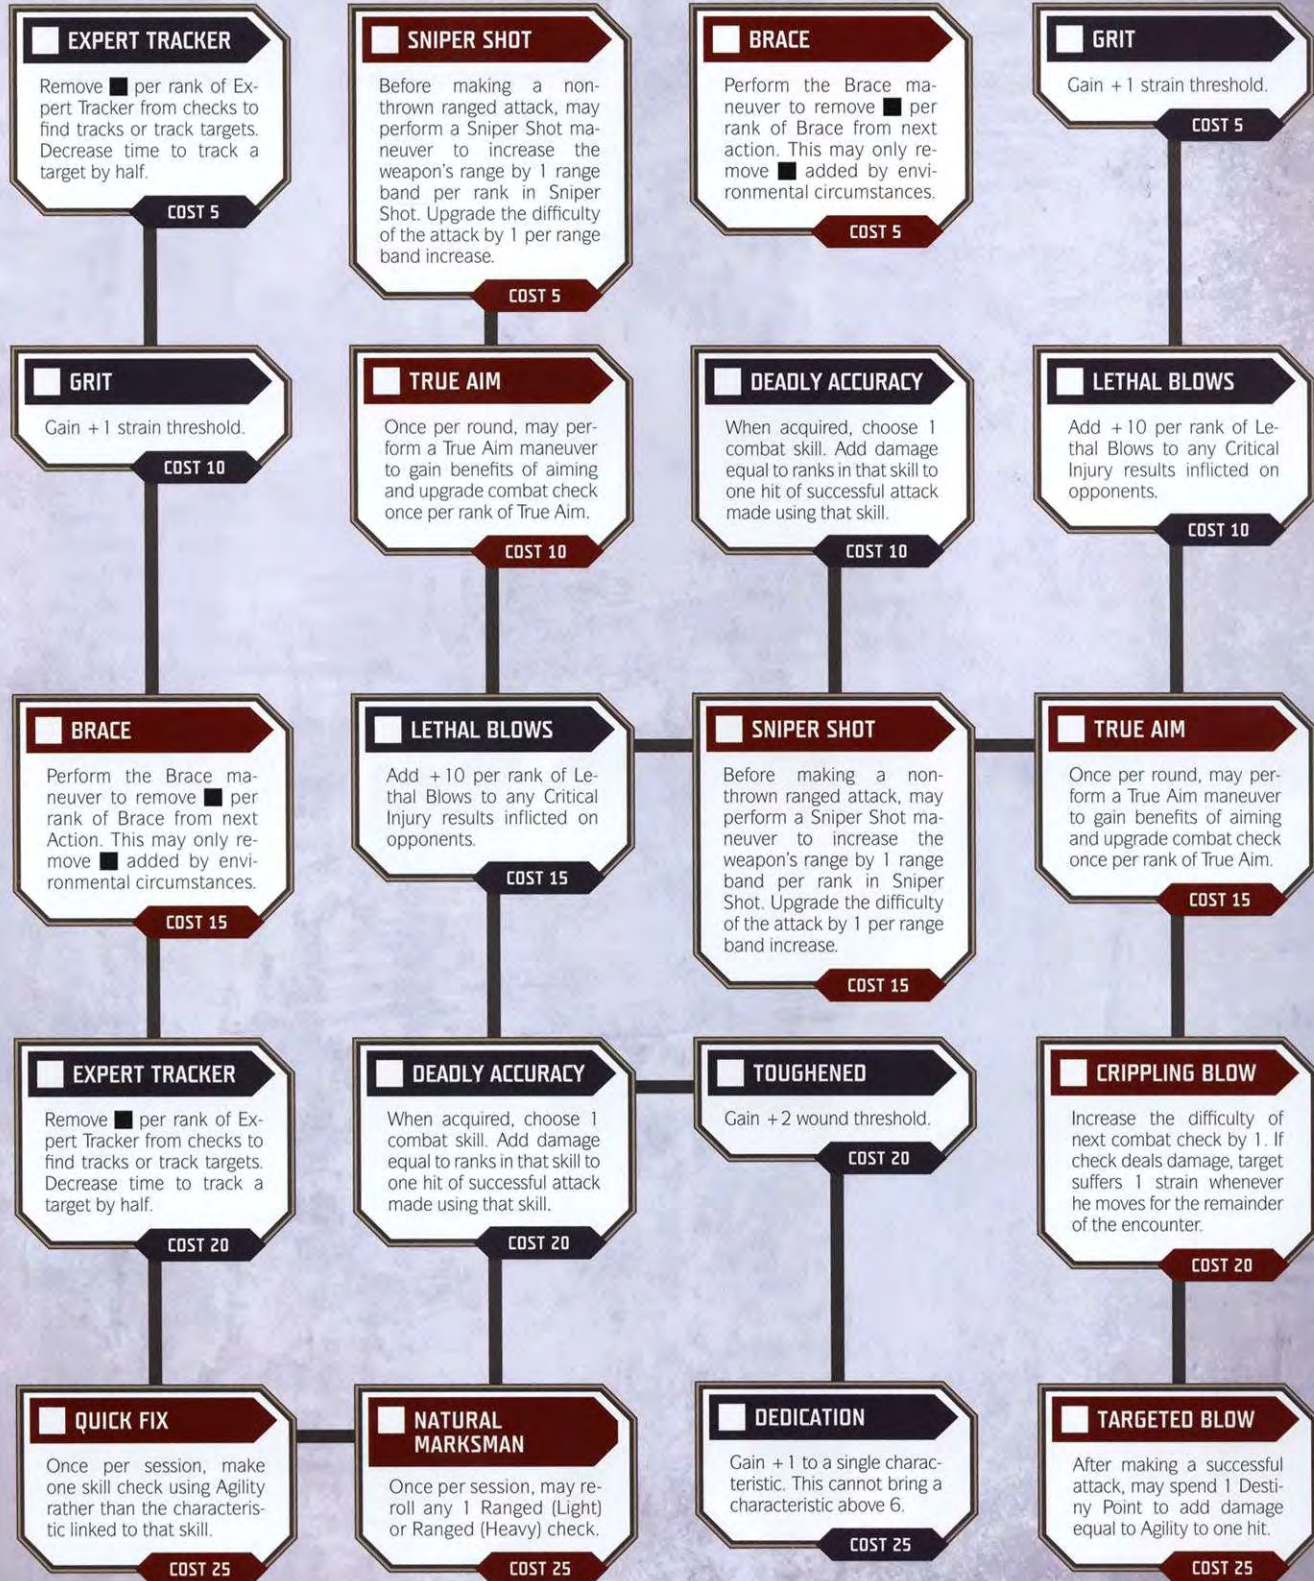 EXPERT TRACKER
Remove ■ per rank of Ex-
pert Tracker from checks to
find tracks or track targets.
Decrease time to track a
target by half.
COST 5
SNIPER SHOT
Before making a non-
thrown ranged attack, may
perform a Sniper Shot ma-
neuver to increase the
weapon's range by 1 range
band per rank in Sniper
Shot. Upgrade the difficulty
of the attack by 1 per range
band increase.
COST 5
BRACE
Perform the Brace ma-
neuver to remove ■ per
rank of Brace from next
action. This may only re-
move ■ added by envi-
ronmental circumstances.
COST 5
GRIT
Gain +1 strain threshold.
COST 5
GRIT
Gain +1 strain threshold.
COST 10
TRUE AIM
Once per round, may per-
form a True Aim maneuver
to gain benefits of aiming
and upgrade combat check
once per rank of True Aim.
COST 10
DEADLY ACCURACY
When acquired, choose 1
combat skill. Add damage
equal to ranks in that skill to
one hit of successful attack
made using that skill.
COST 10
LETHAL BLOWS
Add +10 per rank of Le-
thal Blows to any Critical
Injury results inflicted on
opponents.
COST 10
BRACE
Perform the Brace ma-
neuver to remove ■ per
rank of Brace from next
Action. This may only re-
move ■ added by envi-
ronmental circumstances.
COST 15
LETHAL BLOWS
Add +10 per rank of Le-
thal Blows to any Critical
Injury results inflicted on
opponents.
COST 15
SNIPER SHOT
Before making a non-
thrown ranged attack, may
perform a Sniper Shot ma-
neuver to increase the
weapon's range by 1 range
band per rank in Sniper
Shot. Upgrade the difficulty
of the attack by 1 per range
band increase.
COST 15
TRUE AIM
Once per round, may per-
form a True Aim maneuver
to gain benefits of aiming
and upgrade combat check
once per rank of True Aim.
COST 15
EXPERT TRACKER
Remove ■ per rank of Ex-
pert Tracker from checks to
find tracks or track targets.
Decrease time to track a
target by half.
COST 20
DEADLY ACCURACY
When acquired, choose 1
combat skill. Add damage
equal to ranks in that skill to
one hit of successful attack
made using that skill.
COST 20
TOUGHENED
Gain +2 wound threshold.
COST 20
CRIPPLING BLOW
Increase the difficulty of
next combat check by 1. If
check deals damage, target
suffers 1 strain whenever
he moves for the remainder
of the encounter.
COST 20
QUICK FIX
Once per session, make
one skill check using Agility
rather than the characteris-
tic linked to that skill.
COST 25
NATURAL
MARKSMAN
Once per session, may re-
roll any 1 Ranged (Light)
or Ranged (Heavy) check.
COST 25
DEDICATION
Gain +1 to a single charac-
teristic. This cannot bring a
characteristic above 6.
COST 25
TARGETED BLOW
After making a successful
attack, may spend 1 Desti-
ny Point to add damage
equal to Agility to one hit.
COST 25